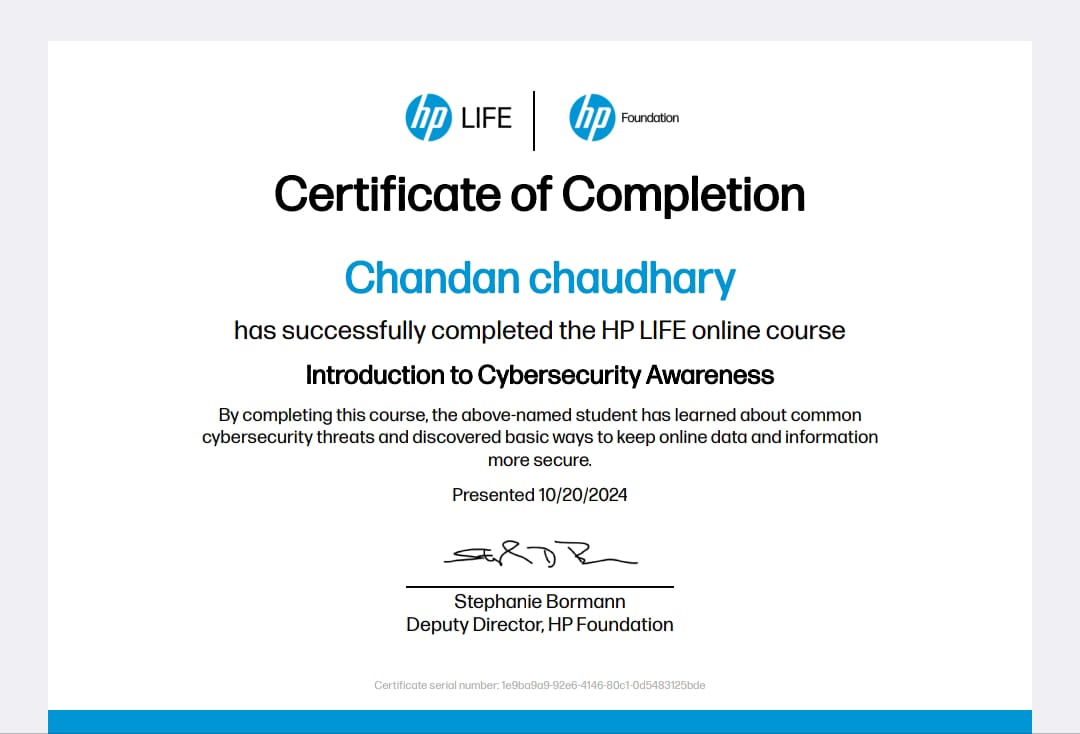 hp LIFE hp Foundation
Certificate of Completion
Chandan chaudhary
has successfully completed the HP LIFE online course
Introduction to Cybersecurity Awareness
By completing this course, the above-named student has learned about common
cybersecurity threats and discovered basic ways to keep online data and information
more secure.
Presented 10/20/2024
Stephanie Bormann
Deputy Director, HP Foundation
Certificate serial number: 1e9ba9a9-92e6-4146-80c1-0d5483125bde